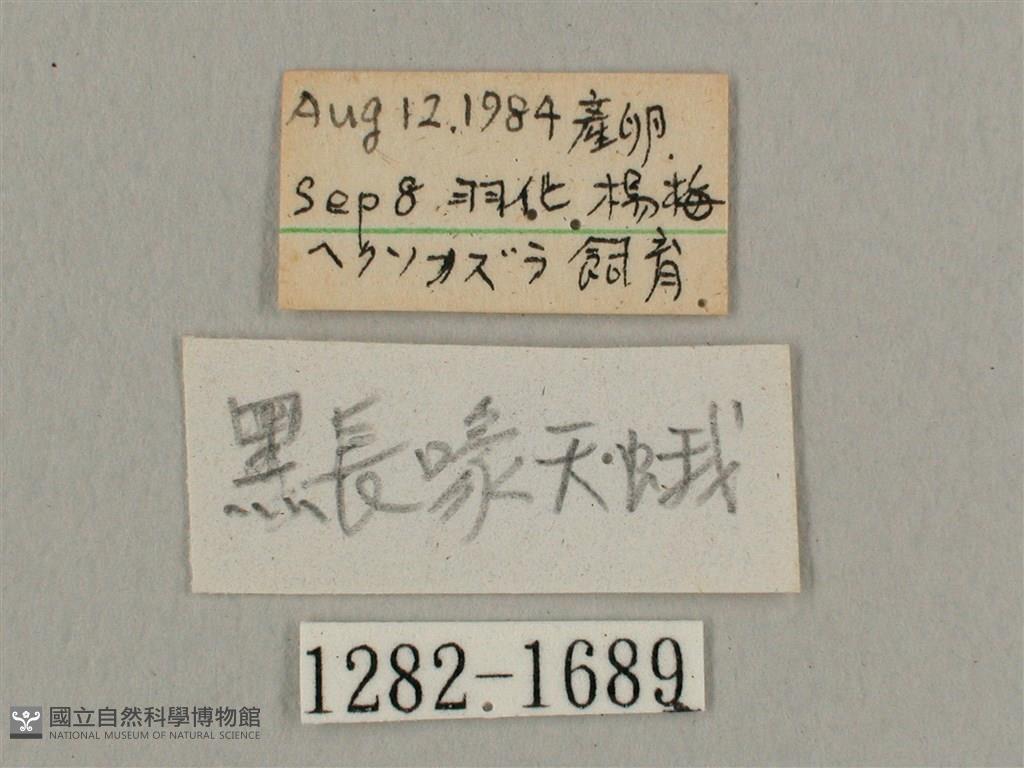 Aug 12.1984 產卵.
Sep 8 羽化 楊梅
ヘクソカズラ 飼育
黑長喙天蛾
1282-1689
國立自然科學博物館
NATIONAL MUSEUM OF NATURAL SCIENCE